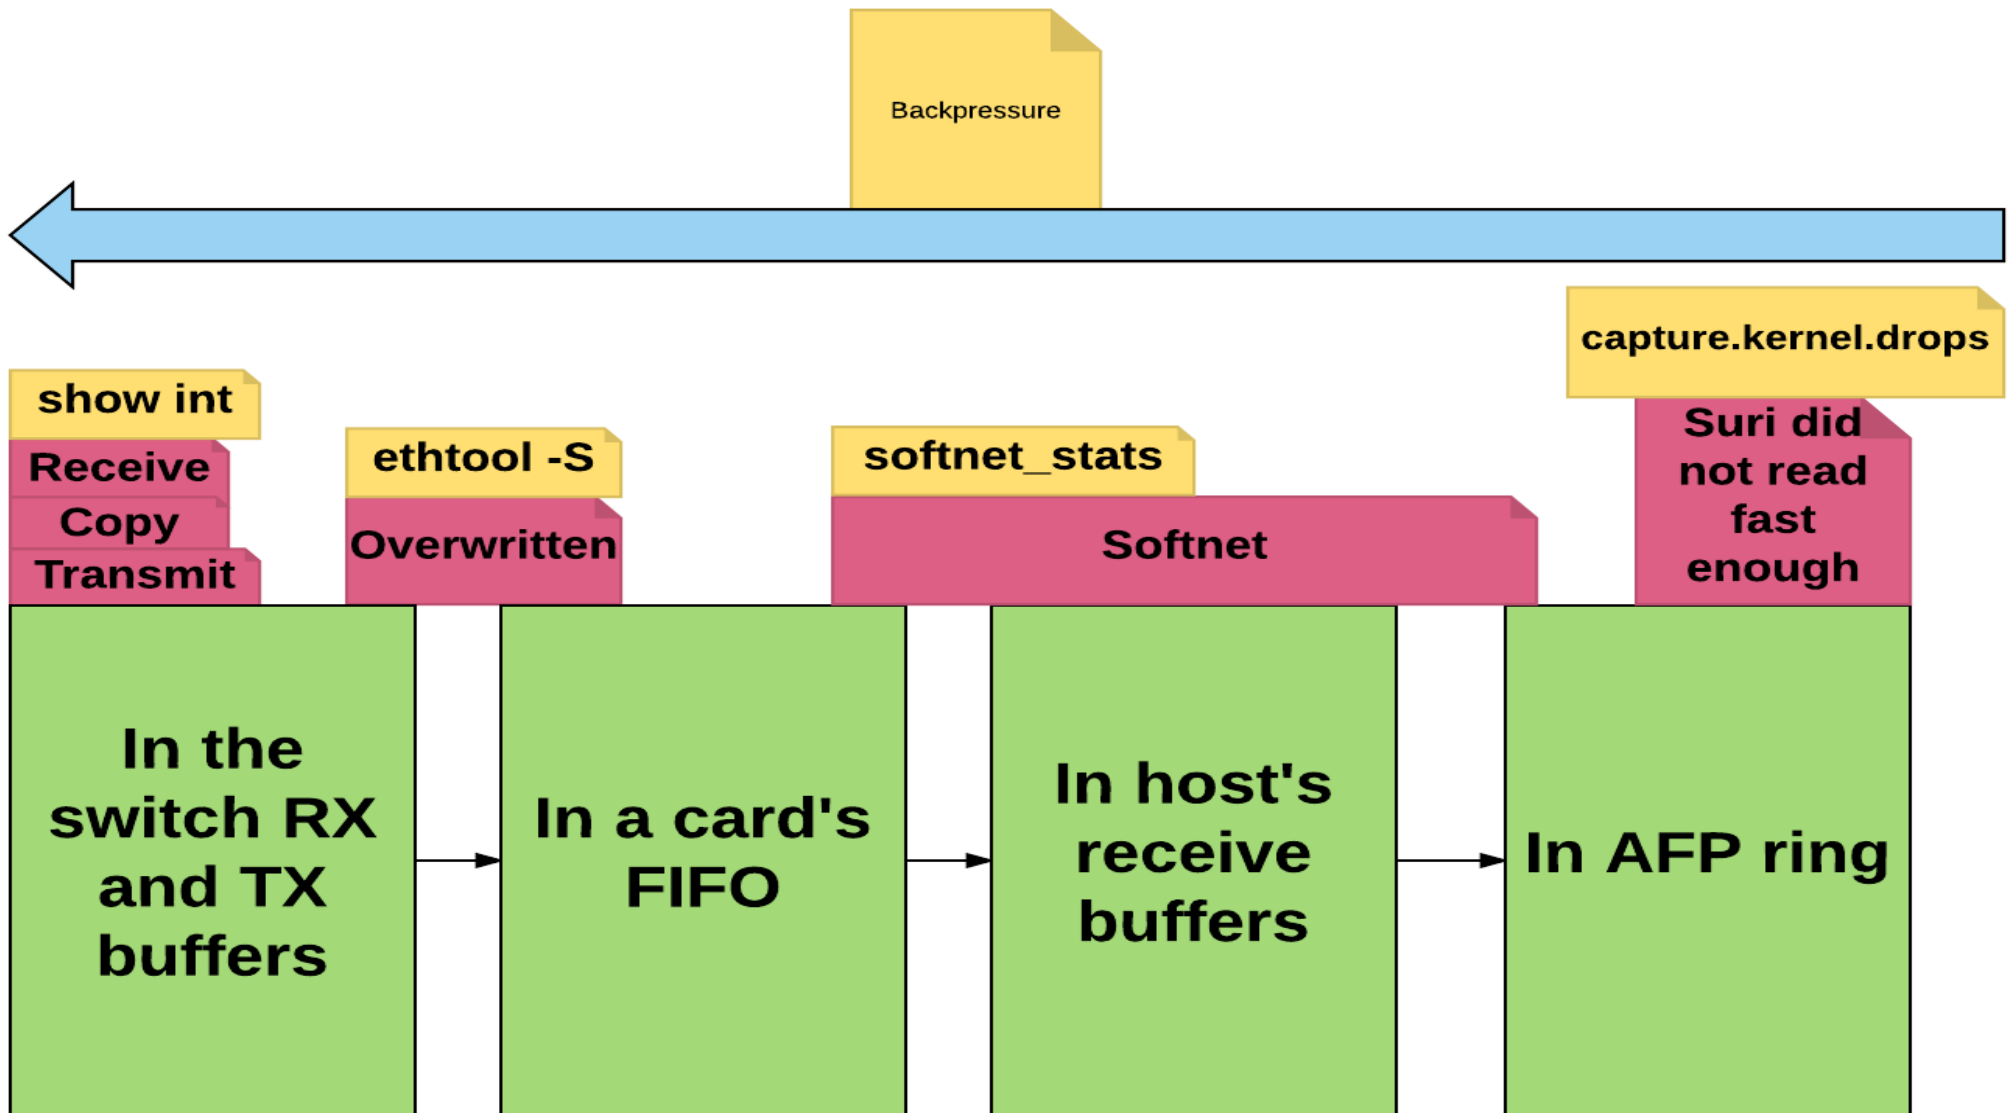 Backpressure
capture.kernel.drops
show int
Receive
Copy
Transmit
ethtool -S
Overwritten
softnet_stats
Softnet
Suri did
not read
fast
enough
In the
switch RX
and TX
buffers
In a card's
FIFO
In host's
receive
buffers
In AFP ring